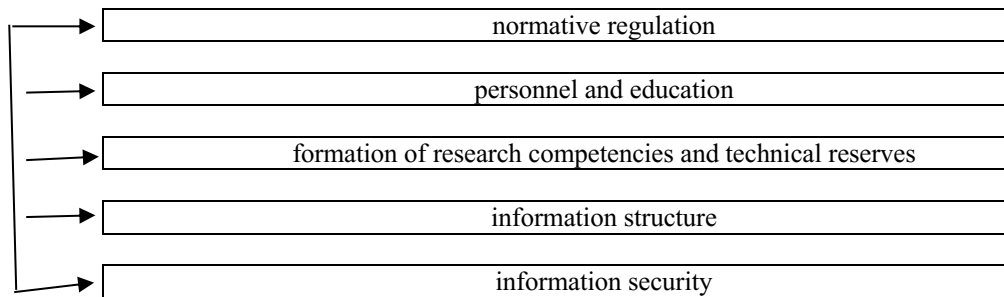 normative regulation
personnel and education
formation of research competencies and technical reserves
information structure
information security